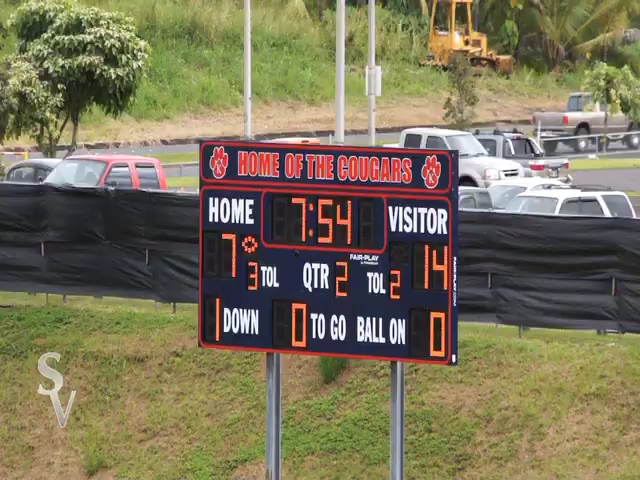 HOME OF THE COUGARS
HOME 7:54 VISITOR
FAIR-PLAY
7 3 TOL QTR 2 TOL 2 14
1 DOWN 0 TO GO BALL ON 0
SV